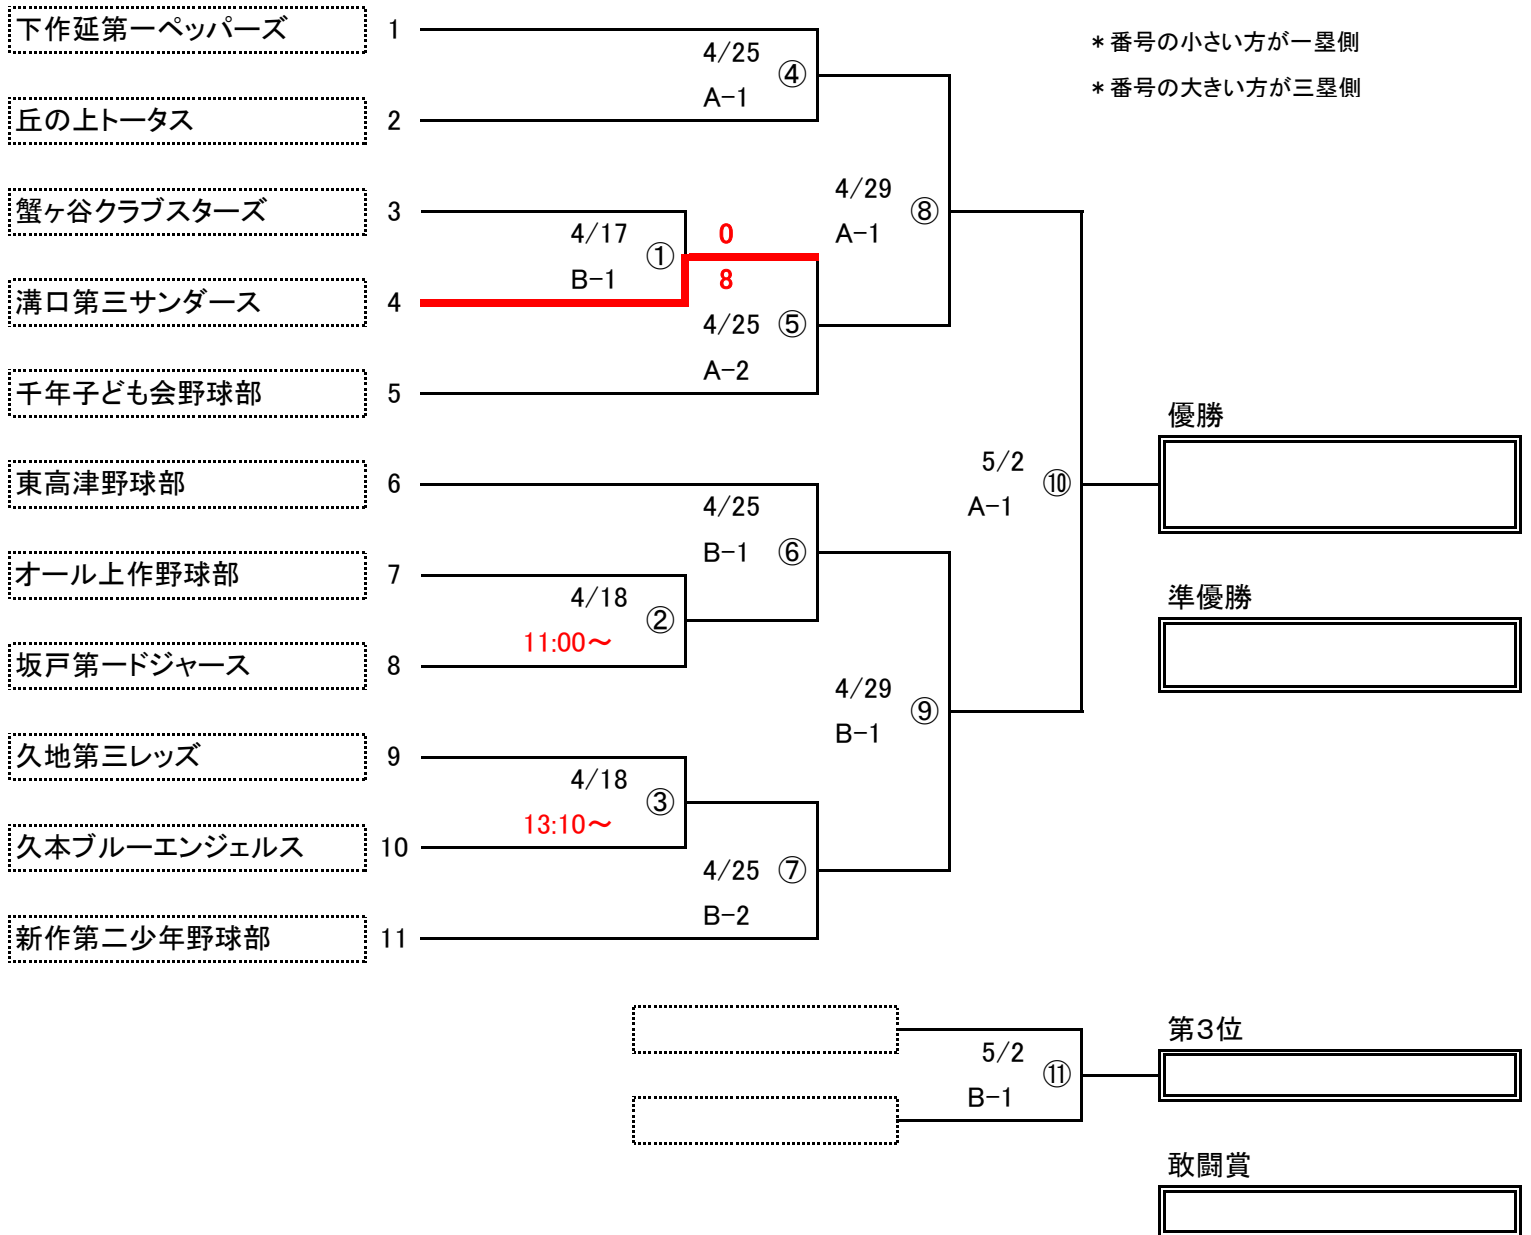 下作延第一ペッパーズ 1
4/25 ④
A-1
*番号の小さい方が一塁側
*番号の大きい方が三塁側
丘の上トータス 2
蟹ヶ谷クラブスターズ 3
4/29 ⑧
A-1
4/17 ①
B-1
0
8
溝口第三サンダース 4
4/25 ⑤
A-2
千年子ども会野球部 5
優勝
東高津野球部 6
5/2 ⑩
A-1
4/25
B-1 ⑥
オール上作野球部 7
4/18 ②
11:00～
準優勝
坂戸第一ドジャース 8
4/29 ⑨
B-1
久地第三レッズ 9
4/18 ③
13:10～
久本ブルーエンジェルス 10
4/25 ⑦
B-2
新作第二少年野球部 11
第3位
5/2 ⑪
B-1
敢闘賞